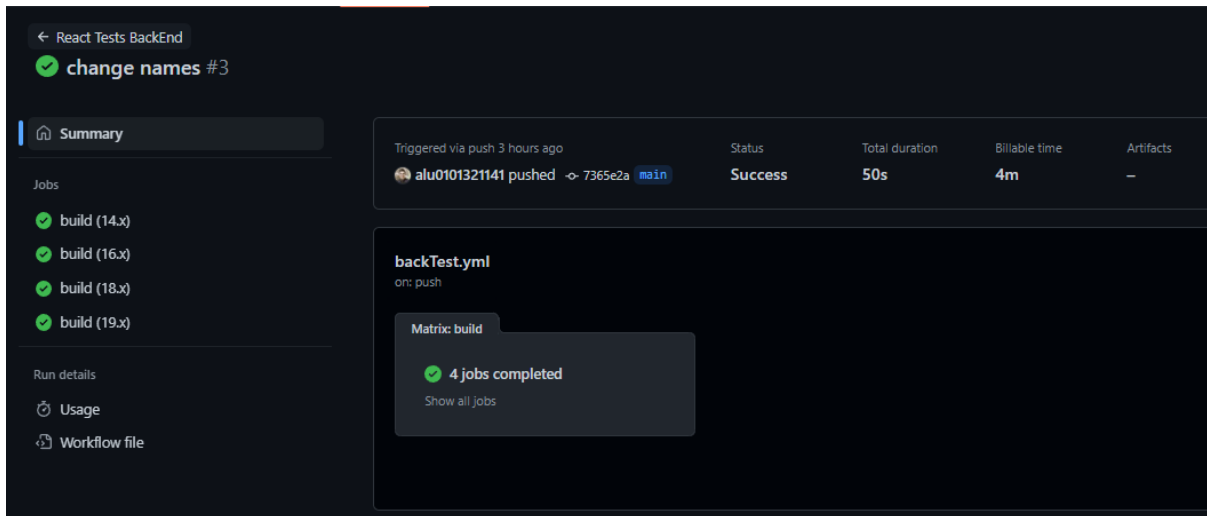 ← React Tests BackEnd
change names #3
Summary
Jobs
build (14.x)
build (16.x)
build (18.x)
build (19.x)
Run details
Usage
Workflow file
Triggered via push 3 hours ago
alu0101321141 pushed 7365e2a main
Status
Success
Total duration
50s
Billable time
4m
Artifacts
–
backTest.yml
on: push
Matrix: build
4 jobs completed
Show all jobs